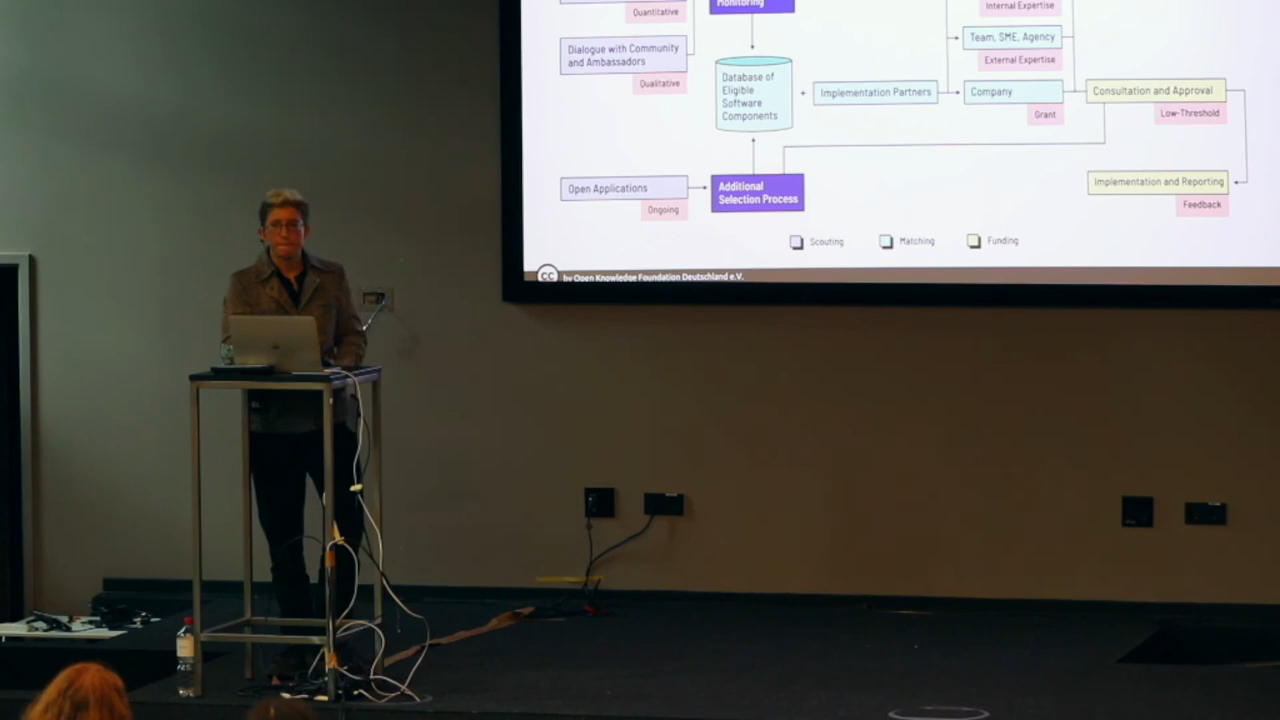 Monitoring
Internal Expertise
Quantitative
Team, SME, Agency
Dialogue with Community
and Ambassadors
External Expertise
Qualitative
Database of
Eligible
Software
Components
+
Implementation Partners
Company
Consultation and Approval
Grant
Low-Threshold
Open Applications
Ongoing
Additional
Selection Process
Implementation and Reporting
Feedback
Scouting
Matching
Funding
CC
by Open Knowledge Foundation Deutschland e.V.